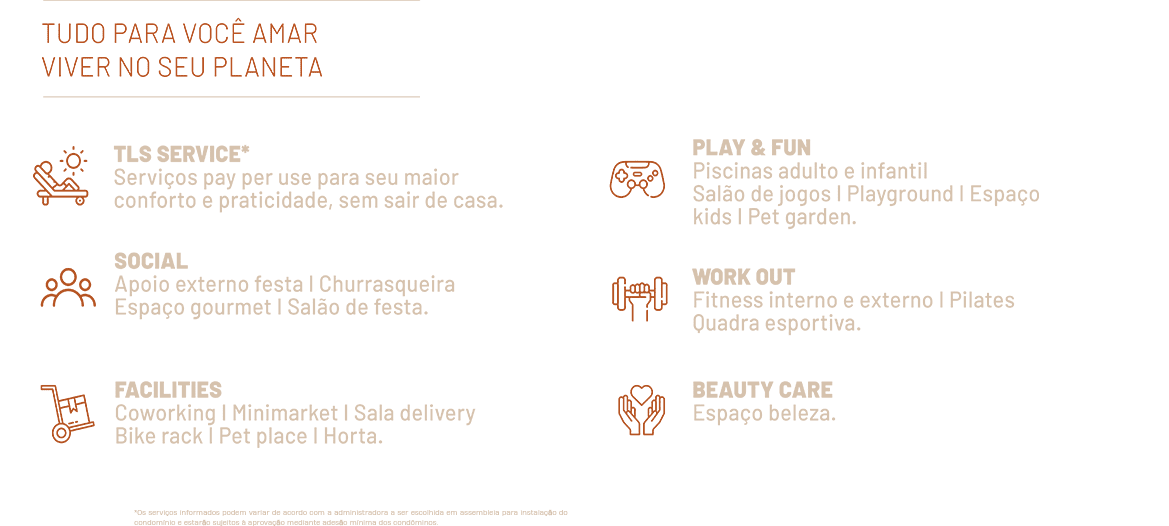 TUDO PARA VOCÊ AMAR
VIVER NO SEU PLANETA
TLS SERVICE*
Serviços pay per use para seu maior
conforto e praticidade, sem sair de casa.
SOCIAL
Apoio externo festa I Churrasqueira
Espaço gourmet I Salão de festa.
FACILITIES
Coworking I Minimarket I Sala delivery
Bike rack I Pet place I Horta.
PLAY & FUN
Piscinas adulto e infantil
Salão de jogos I Playground I Espaço
kids I Pet garden.
WORK OUT
Fitness interno e externo I Pilates
Quadra esportiva.
BEAUTY CARE
Espaço beleza.
*Os serviços informados podem variar de acordo com a administradora a ser escolhida em assembleia para instalação do
condomínio e estarão sujeitos à aprovação mediante adesão mínima dos condôminos.